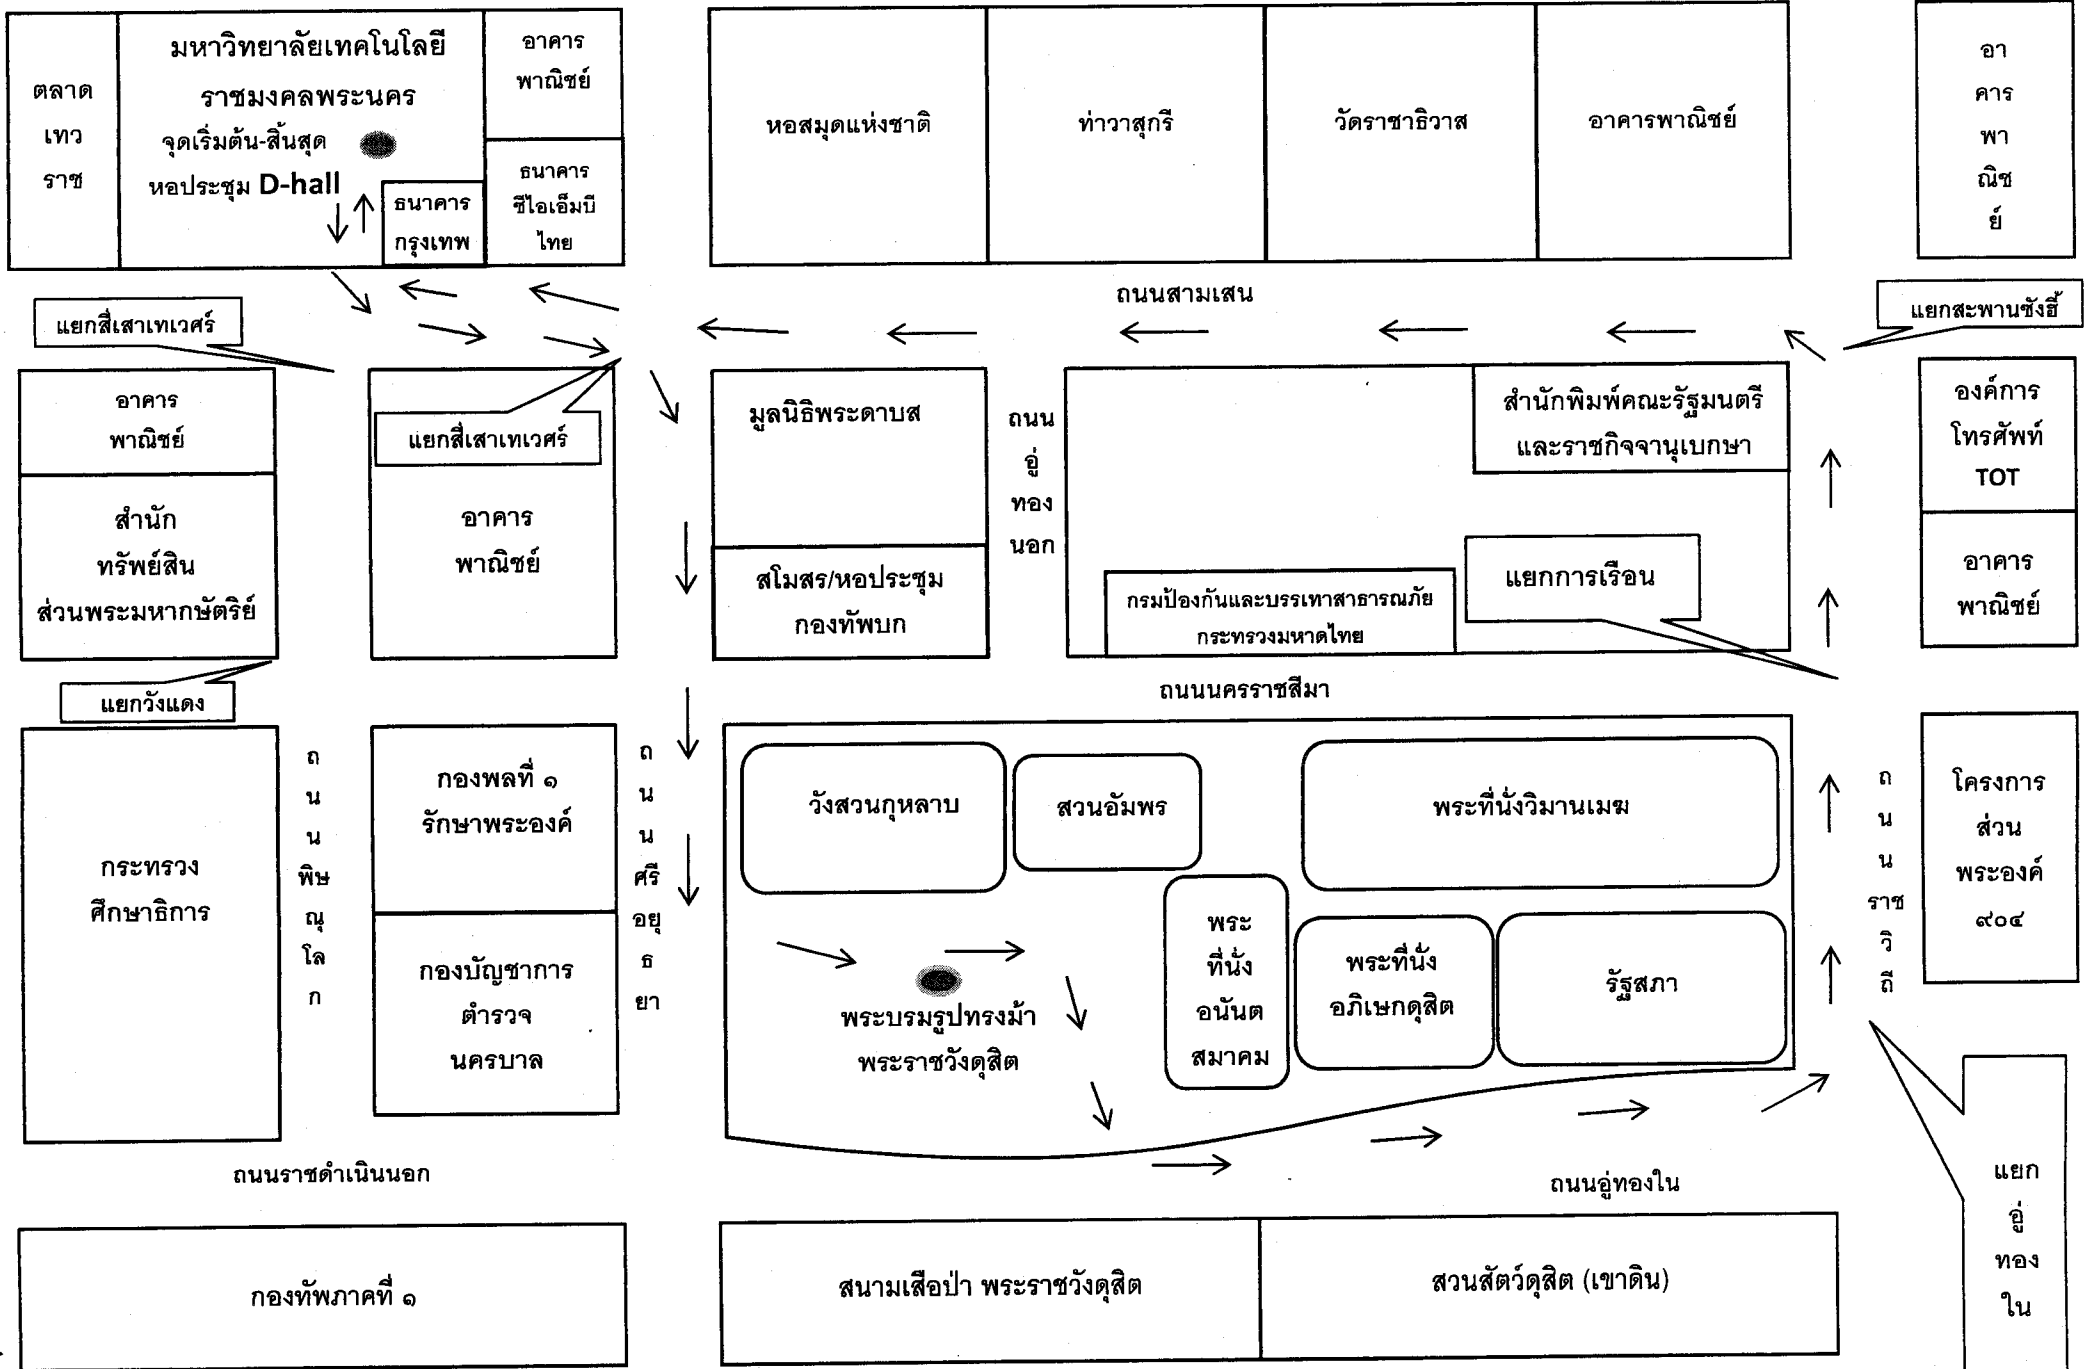 ตลาด
เทว
ราช
มหาวิทยาลัยเทคโนโลยี
ราชมงคลพระนคร
จุดเริ่มต้น-สิ้นสุด
หอประชุม D-hall
ธนาคาร
กรุงเทพ
อาคาร
พาณิชย์
ธนาคาร
ซีไอเอ็มบี
ไทย
หอสมุดแห่งชาติ
ท่าวาสุกรี
วัดราชาธิวาส
อาคารพาณิชย์
อา
คาร
พา
ณิช
ย์
ถนนสามเสน
แยกสี่เสาเทเวศร์
แยกสะพานซังฮี้
อาคาร
พาณิชย์
สำนัก
ทรัพย์สิน
ส่วนพระมหากษัตริย์
แยกสี่เสาเทเวศร์
อาคาร
พาณิชย์
มูลนิธิพระดาบส
สโมสร/หอประชุม
กองทัพบก
ถนน
อู่
ทอง
นอก
สำนักพิมพ์คณะรัฐมนตรี
และราชกิจจานุเบกษา
กรมป้องกันและบรรเทาสาธารณภัย
กระทรวงมหาดไทย
แยกการเรือน
องค์การ
โทรศัพท์
TOT
อาคาร
พาณิชย์
แยกวังแดง
ถนนนครราชสีมา
กระทรวง
ศึกษาธิการ
ถ
น
น
พิษ
ณุ
โล
ก
กองพลที่ ๑
รักษาพระองค์
กองบัญชาการ
ตำรวจ
นครบาล
ถ
น
น
ศรี
อยุ
ธ
ยา
วังสวนกุหลาบ
สวนอัมพร
พระที่นั่งวิมานเมฆ
พระบรมรูปทรงม้า
พระราชวังดุสิต
พระ
ที่นั่ง
อนันต
สมาคม
พระที่นั่ง
อภิเษกดุสิต
รัฐสภา
ถ
น
น
ราช
วิ
ถี
โครงการ
ส่วน
พระองค์
๙๐๔
ถนนราชดำเนินนอก
ถนนอู่ทองใน
แยก
อู่
ทอง
ใน
กองทัพภาคที่ ๑
สนามเสือป่า พระราชวังดุสิต
สวนสัตว์ดุสิต (เขาดิน)